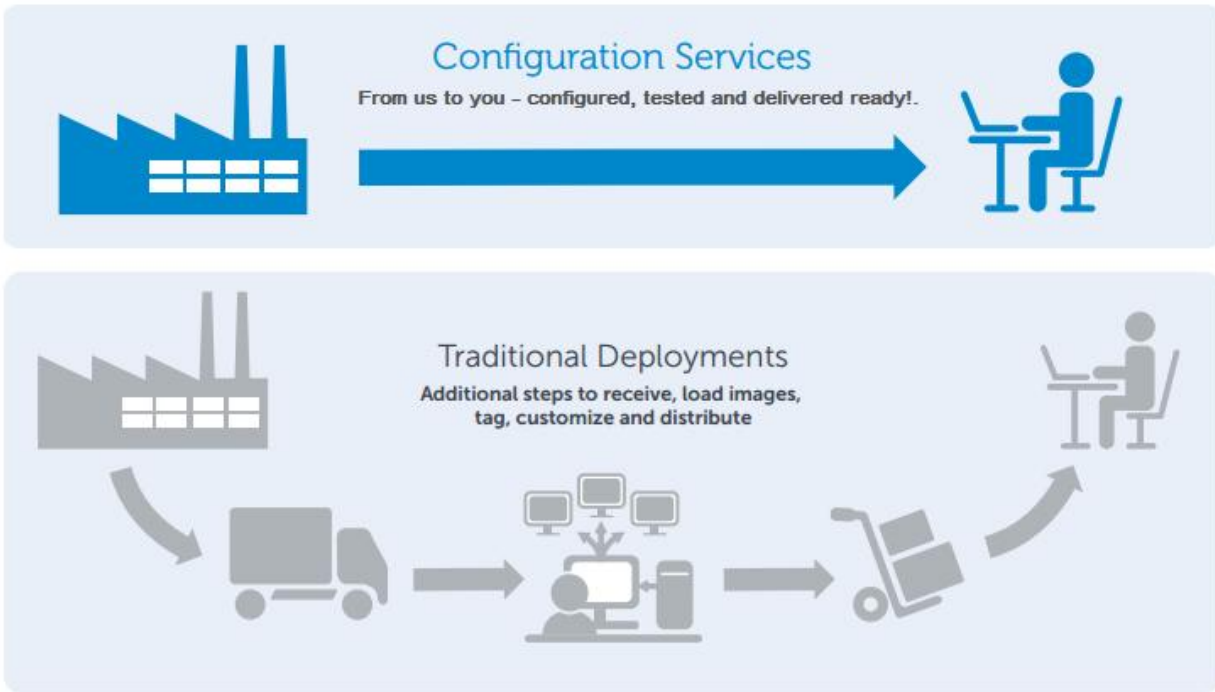 Configuration Services
From us to you – configured, tested and delivered ready!.
Traditional Deployments
Additional steps to receive, load images,
tag, customize and distribute